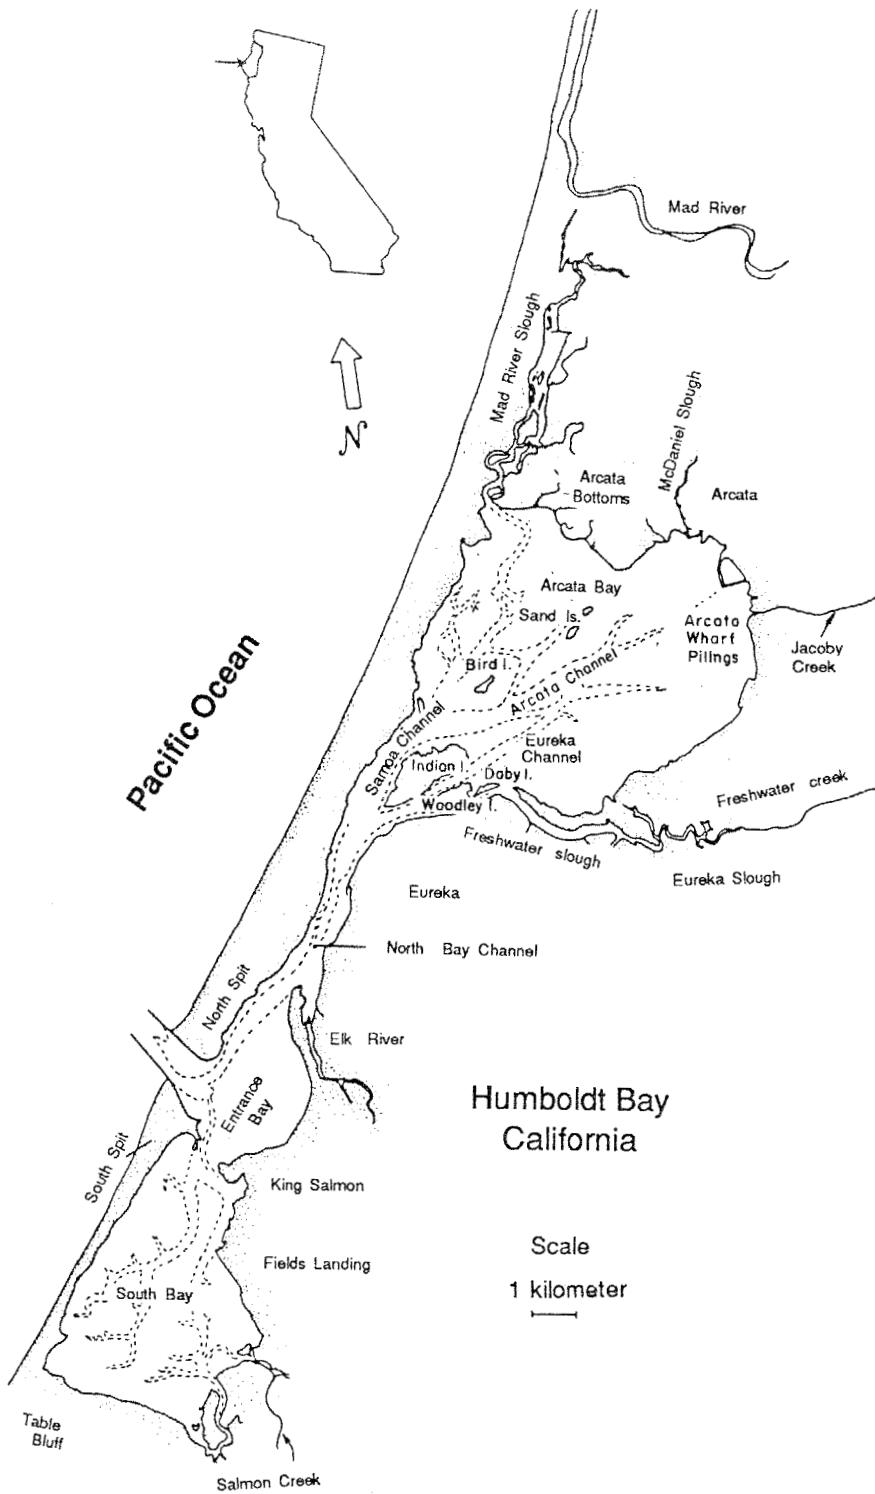 Mad River
Mad River Slough
McDaniel Slough
N
Arcata
Bottoms
Arcata
Arcata Bay
Sand Is.
Arcata
Wharf
Pilings
Jacoby
Creek
Bird I.
Arcata Channel
Pacific Ocean
Samoa Channel
Eureka
Channel
Indian I.
Daby I.
Woodley I.
Freshwater creek
Freshwater slough
Eureka Slough
Eureka
North Bay Channel
North Spit
Elk River
Entrance
Bay
Humboldt Bay
California
South Spit
King Salmon
Scale
Fields Landing
1 kilometer
South Bay
Table
Bluff
Salmon Creek